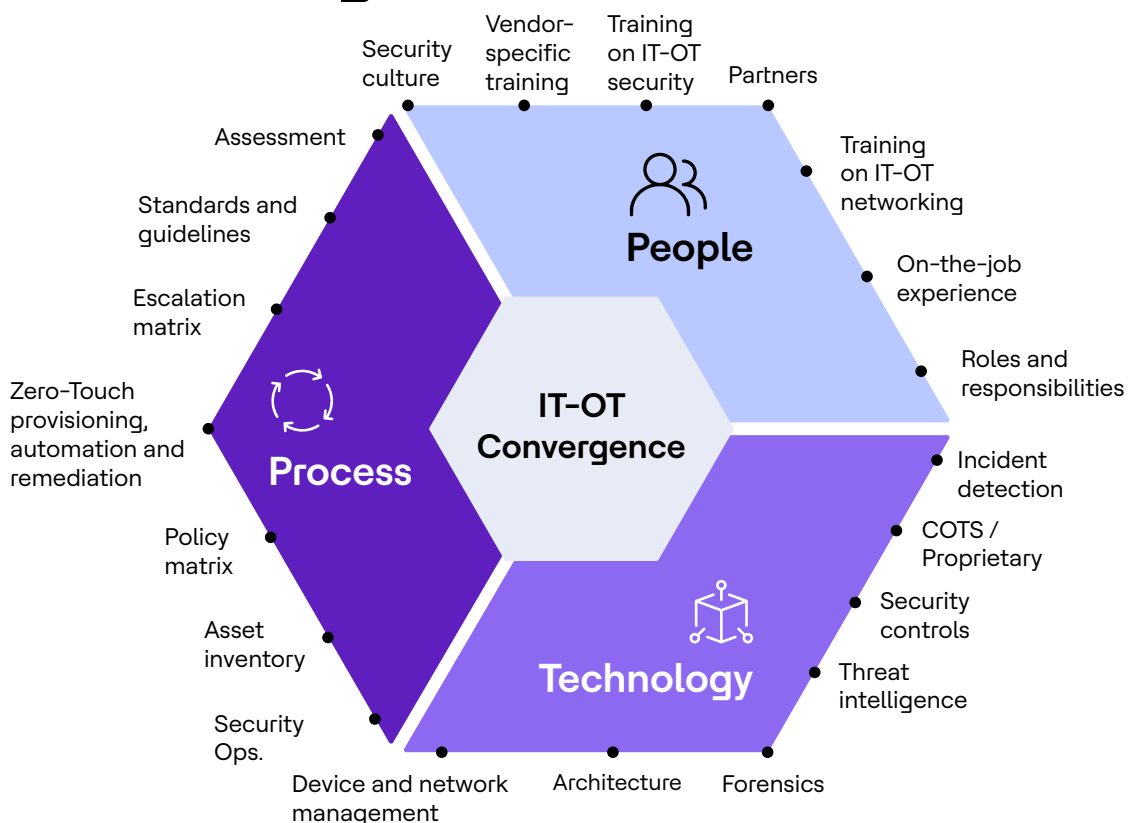 Security
culture
Vendor-
specific
training
Training
on IT-OT
security
Partners
Training
on IT-OT
networking
On-the-job
experience
Roles and
responsibilities
People
Assessment
Standards and
guidelines
Escalation
matrix
Zero-Touch
provisioning,
automation and
remediation
Policy
matrix
Asset
inventory
Security
Ops.
Process
IT-OT
Convergence
Incident
detection
COTS /
Proprietary
Security
controls
Threat
intelligence
Technology
Device and network
management
Architecture
Forensics